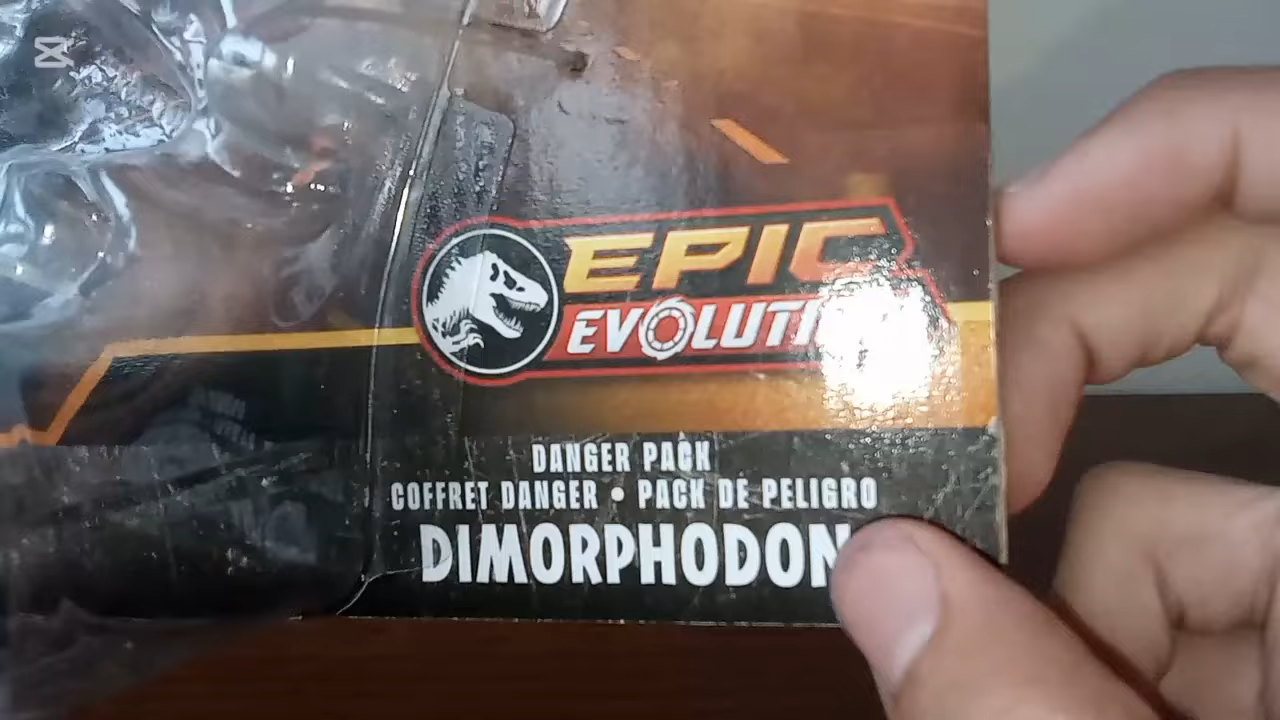 EPIC
DANGER PACK
COFFRET DANGER • PACK DE PELIGRO
DIMORPHODON